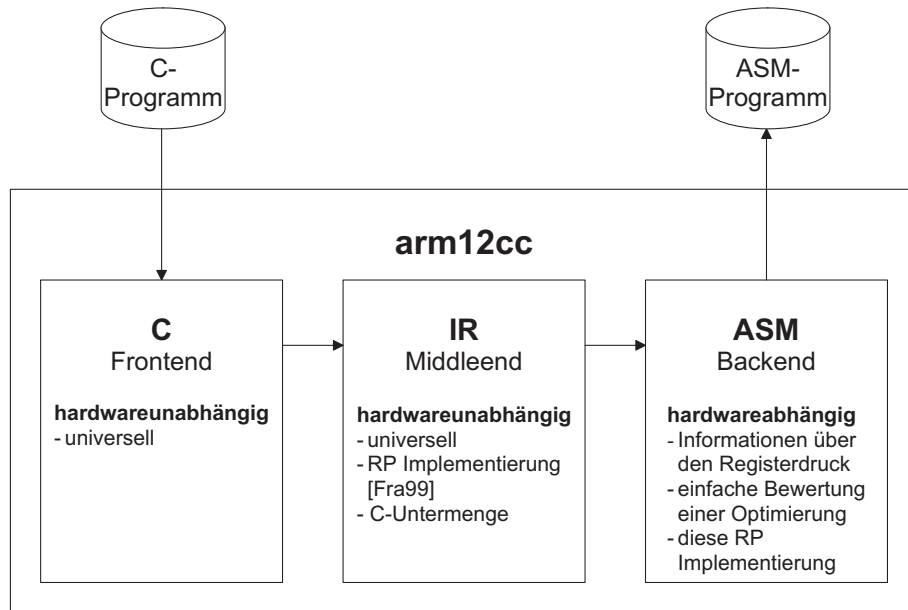 C-
Programm
ASM-
Programm
arm12cc
C
Frontend
hardwareunabhängig
- universell
IR
Middleend
hardwareunabhängig
- universell
- RP Implementierung
[Fra99]
- C-Untermenge
ASM
Backend
hardwareabhängig
- Informationen über
den Registerdruck
- einfache Bewertung
einer Optimierung
- diese RP
Implementierung